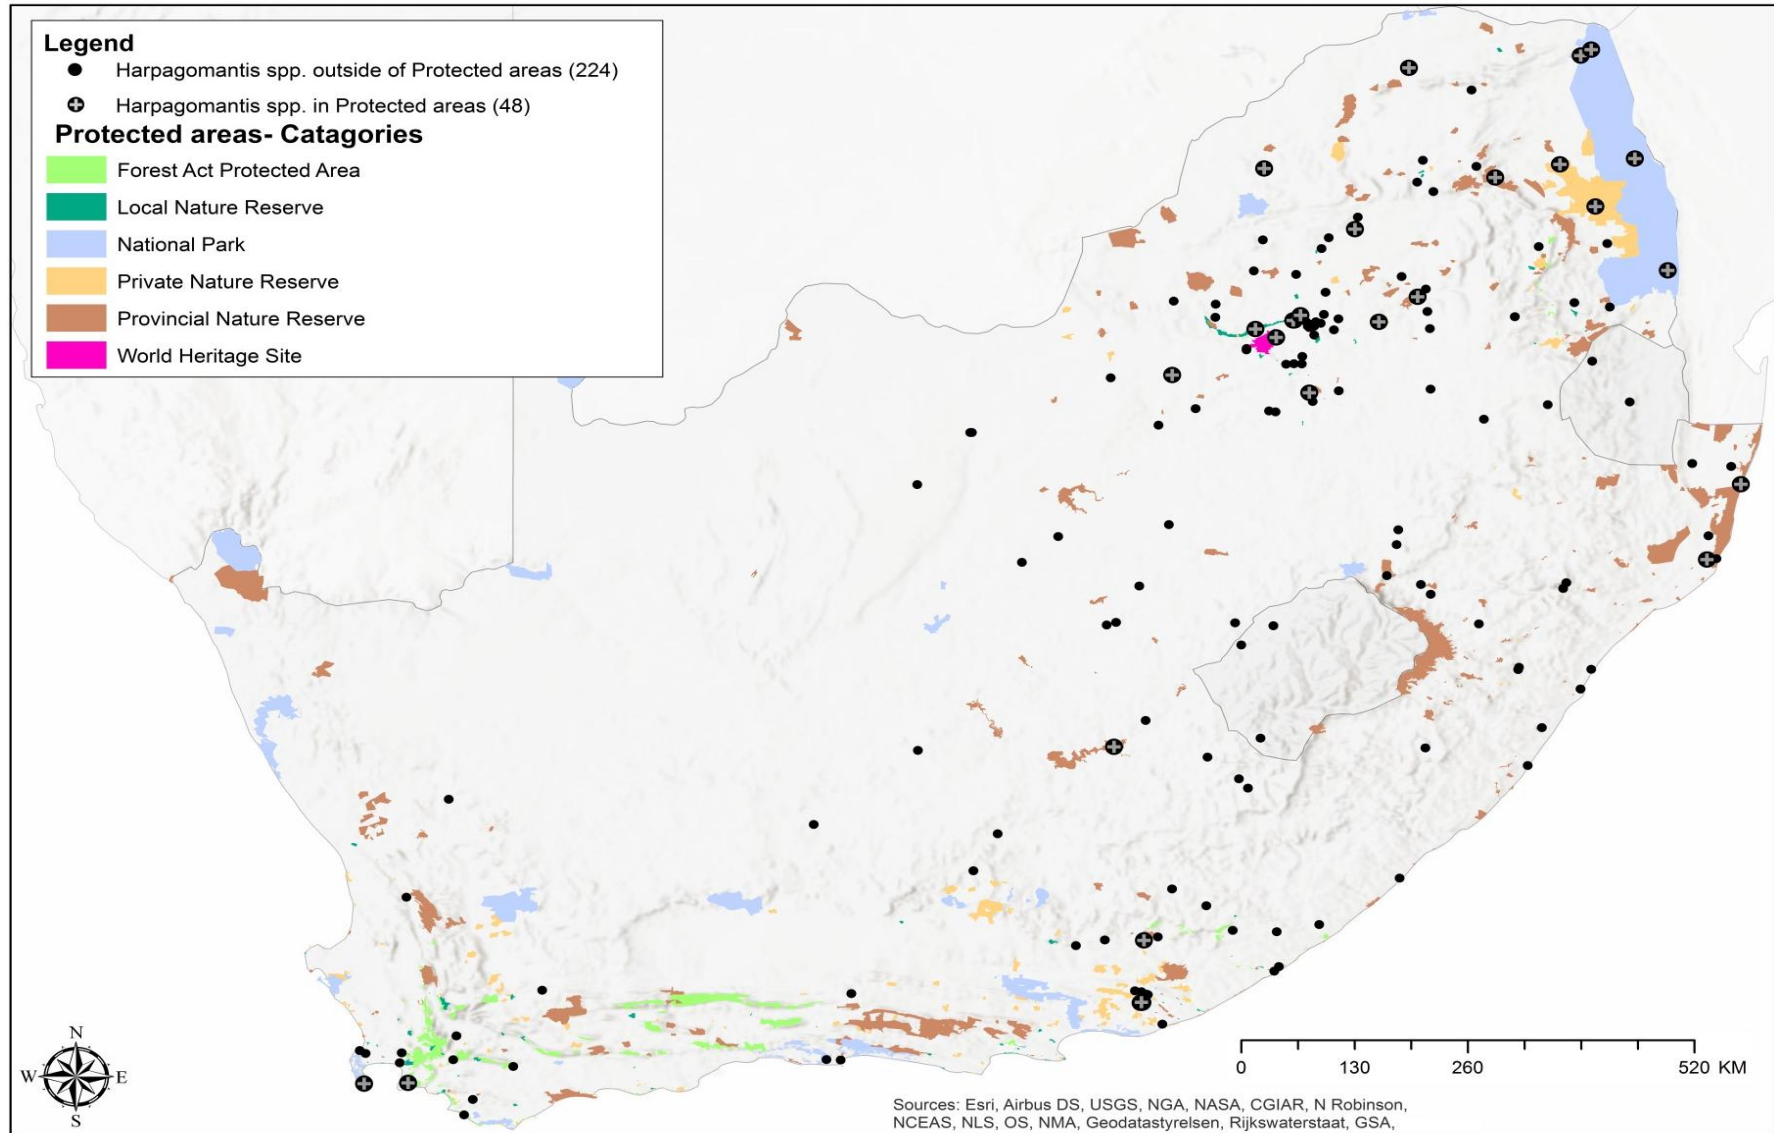 Legend
Harpagomantis spp. outside of Protected areas (224)
Harpagomantis spp. in Protected areas (48)
Protected areas- Catagories
Forest Act Protected Area
Local Nature Reserve
National Park
Private Nature Reserve
Provincial Nature Reserve
World Heritage Site
N
W E
S
0 130 260 520 KM
Sources: Esri, Airbus DS, USGS, NGA, NASA, CGIAR, N Robinson,
NCEAS, NLS, OS, NMA, Geodatastyrelsen, Rijkswaterstaat, GSA,